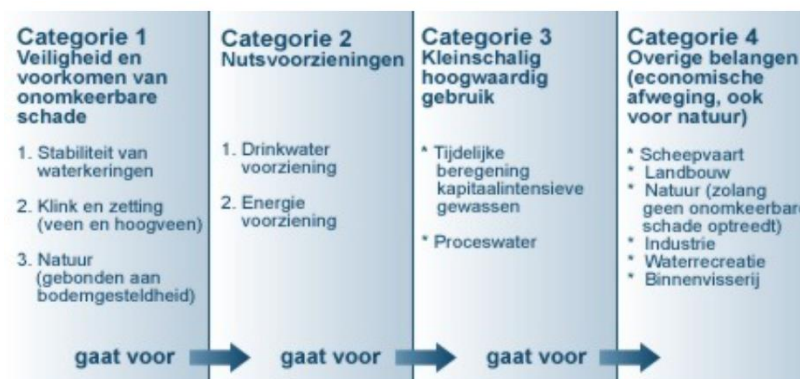 Categorie 1
Veiligheid en
voorkomen van
onomkeerbare
schade
1. Stabiliteit van
waterkeringen
2. Klink en zetting
(veen en hoogveen)
3. Natuur
(gebonden aan
bodemgesteldheid)
gaat voor
Categorie 2
Nutsvoorzieningen
1. Drinkwater
voorziening
2. Energie
voorziening
gaat voor
Categorie 3
Kleinschalig
hoogwaardig
gebruik
* Tijdelijke
beregening
kapitaalintensieve
gewassen
* Proceswater
gaat voor
Categorie 4
Overige belangen
(economische
afweging, ook
voor natuur)
* Scheepvaart
* Landbouw
* Natuur (zolang
geen onomkeerbare
schade optreedt)
* Industrie
* Waterrecreatie
* Binnenvisserij